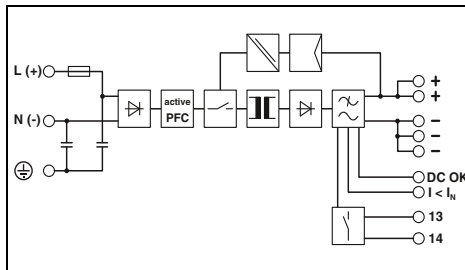 L (+)
active
PFC
N (-)
+
+
−
−
−
DC OK
I < I_N
13
14